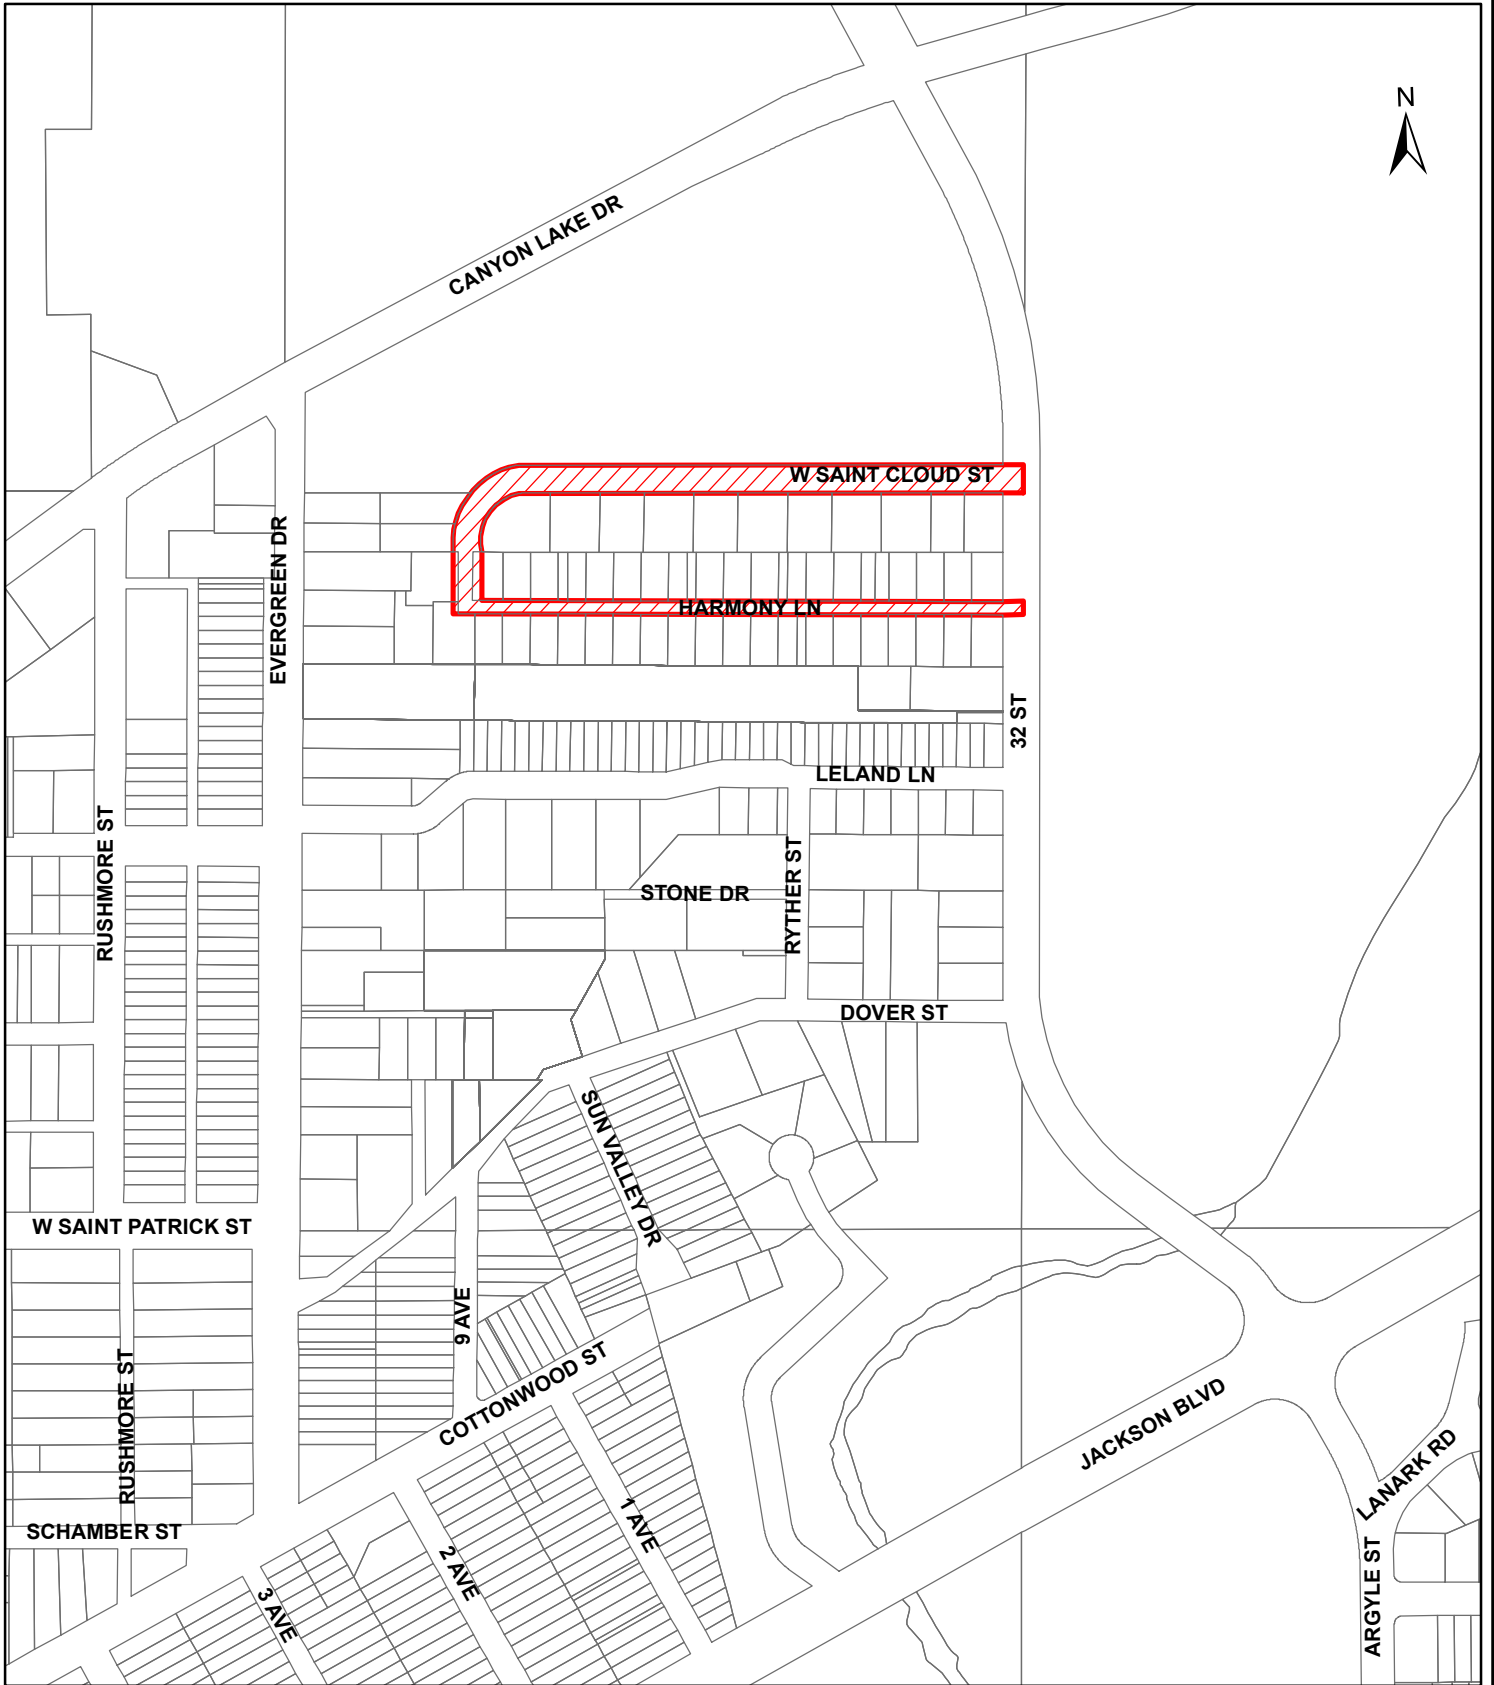 N
CANYON LAKE DR
W SAINT CLOUD ST
EVERGREEN DR
HARMONY LN
32 ST
LELAND LN
RUSHMORE ST
STONE DR
RYTHER ST
DOVER ST
SUN VALLEY DR
W SAINT PATRICK ST
9 AVE
COTTONWOOD ST
RUSHMORE ST
JACKSON BLVD
LANARK RD
SCHAMBER ST
1 AVE
2 AVE
3 AVE
ARGYLE ST